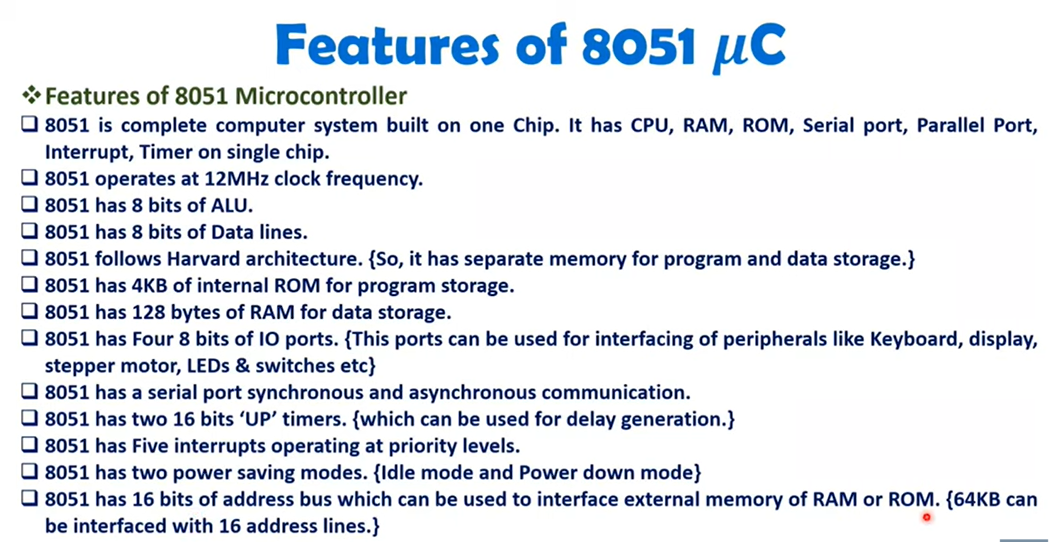 Features of 8051 μC
❖Features of 8051 Microcontroller
❑ 8051 is complete computer system built on one Chip. It has CPU, RAM, ROM, Serial port, Parallel Port,
Interrupt, Timer on single chip.
❑ 8051 operates at 12MHz clock frequency.
❑ 8051 has 8 bits of ALU.
❑ 8051 has 8 bits of Data lines.
❑ 8051 follows Harvard architecture. {So, it has separate memory for program and data storage.}
❑ 8051 has 4KB of internal ROM for program storage.
❑ 8051 has 128 bytes of RAM for data storage.
❑ 8051 has Four 8 bits of IO ports. {This ports can be used for interfacing of peripherals like Keyboard, display,
stepper motor, LEDs & switches etc}
❑ 8051 has a serial port synchronous and asynchronous communication.
❑ 8051 has two 16 bits ‘UP’ timers. {which can be used for delay generation.}
❑ 8051 has Five interrupts operating at priority levels.
❑ 8051 has two power saving modes. {Idle mode and Power down mode}
❑ 8051 has 16 bits of address bus which can be used to interface external memory of RAM or ROM. {64KB can
be interfaced with 16 address lines.}